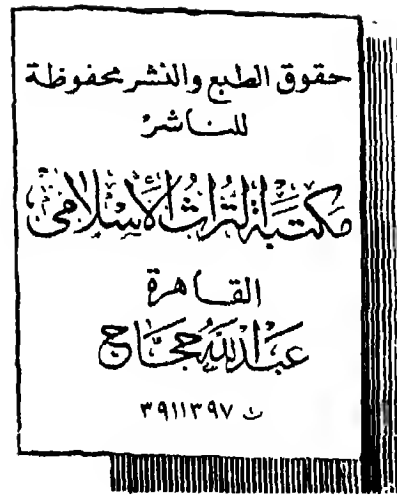 حقوق الطبع والنشر محفوظة
للناشر
مكتبة التراث الإسلامي
القاهرة
عبد الله حجاج
ت ٣٩١١٣٩٧